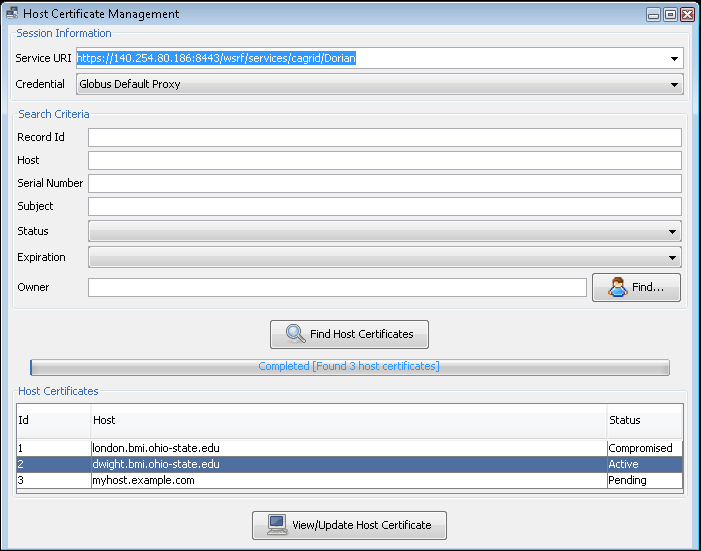 Host Certificate Management
Session Information
Service URI https://140.254.80.186:8443/wsrf/services/cagrid/Dorian
Credential Globus Default Proxy
Search Criteria
Record Id
Host
Serial Number
Subject
Status
Expiration
Owner Find...
Find Host Certificates
Completed [Found 3 host certificates]
Host Certificates
Id Host Status
1 london.bmi.ohio-state.edu Compromised
2 dwight.bmi.ohio-state.edu Active
3 myhost.example.com Pending
View/Update Host Certificate